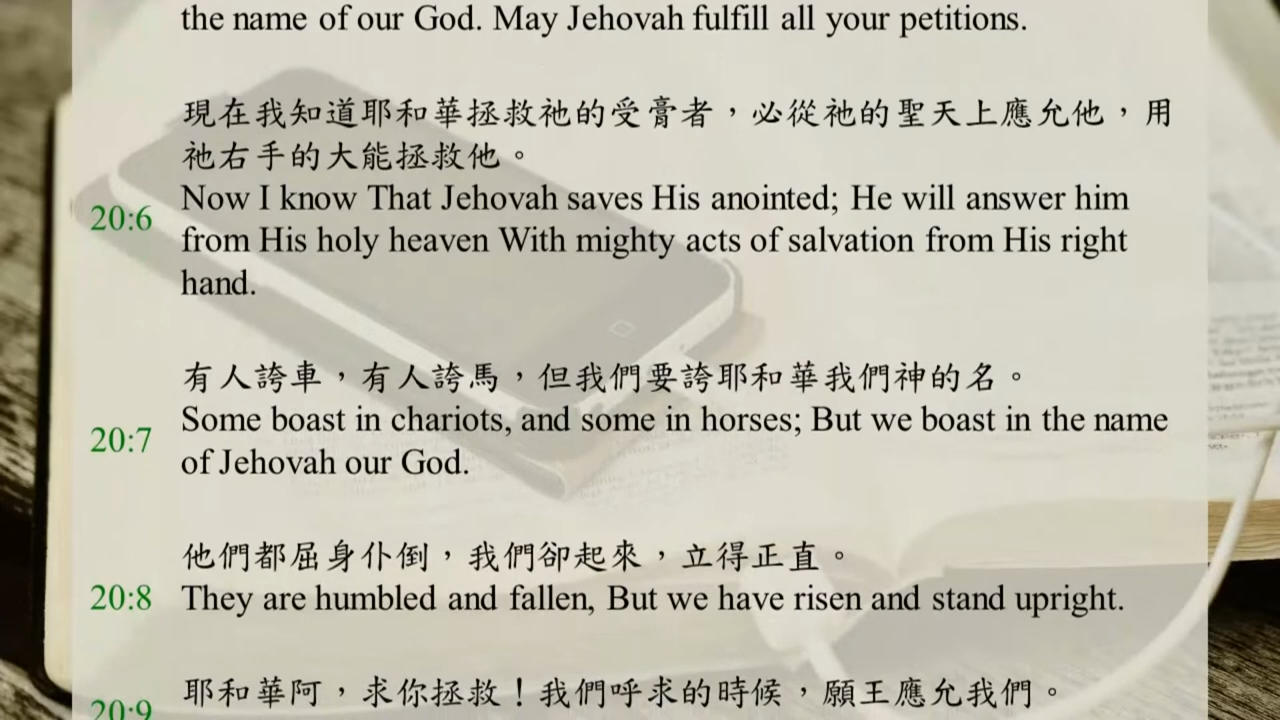 the name of our God. May Jehovah fulfill all your petitions.
現在我知道耶和華拯救祂的受膏者，必從祂的聖天上應允他，用
祂右手的大能拯救他。
Now I know That Jehovah saves His anointed; He will answer him
20:6
from His holy heaven With mighty acts of salvation from His right
hand.
有人誇車，有人誇馬，但我們要誇耶和華我們神的名。
Some boast in chariots, and some in horses; But we boast in the name
20:7
of Jehovah our God.
他們都屈身仆倒，我們卻起來，立得正直。
20:8 They are humbled and fallen, But we have risen and stand upright.
耶和華阿，求你拯救！我們呼求的時候，願王應允我們。
20:9